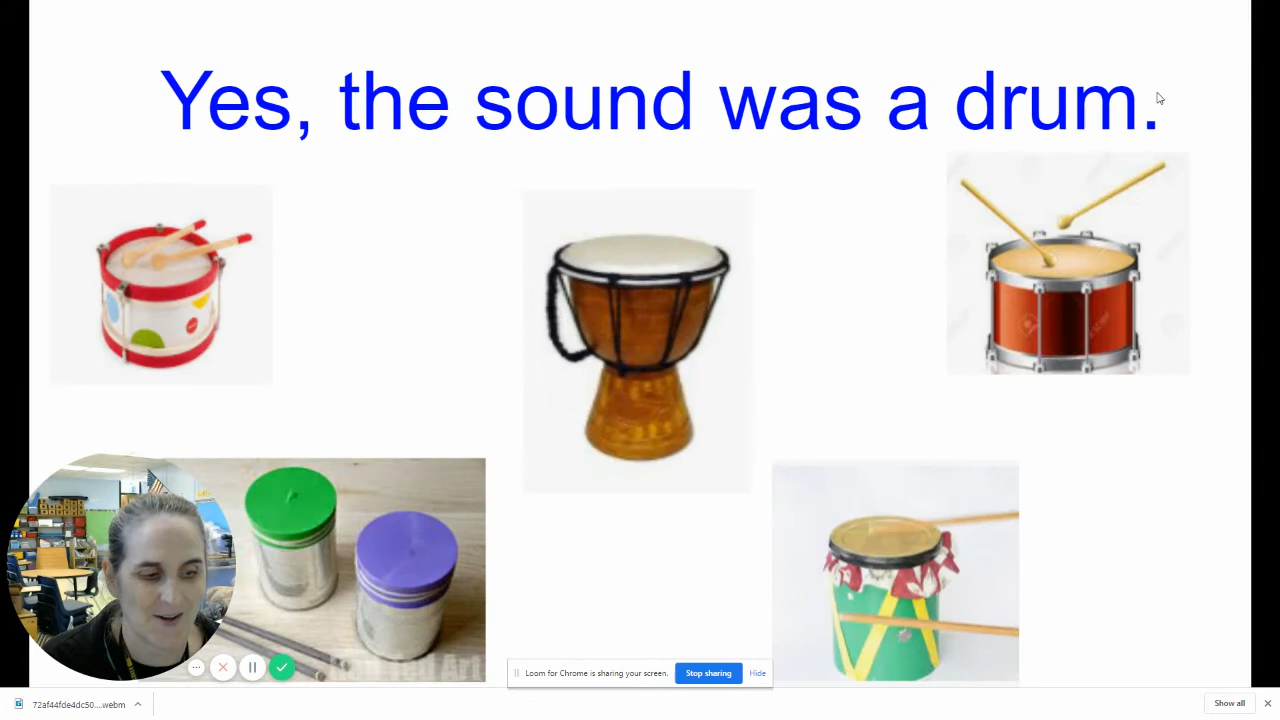 Yes, the sound was a drum.
Loom for Chrome is sharing your screen.
Stop sharing
Hide
72af44fde4dc50....webm
Show all